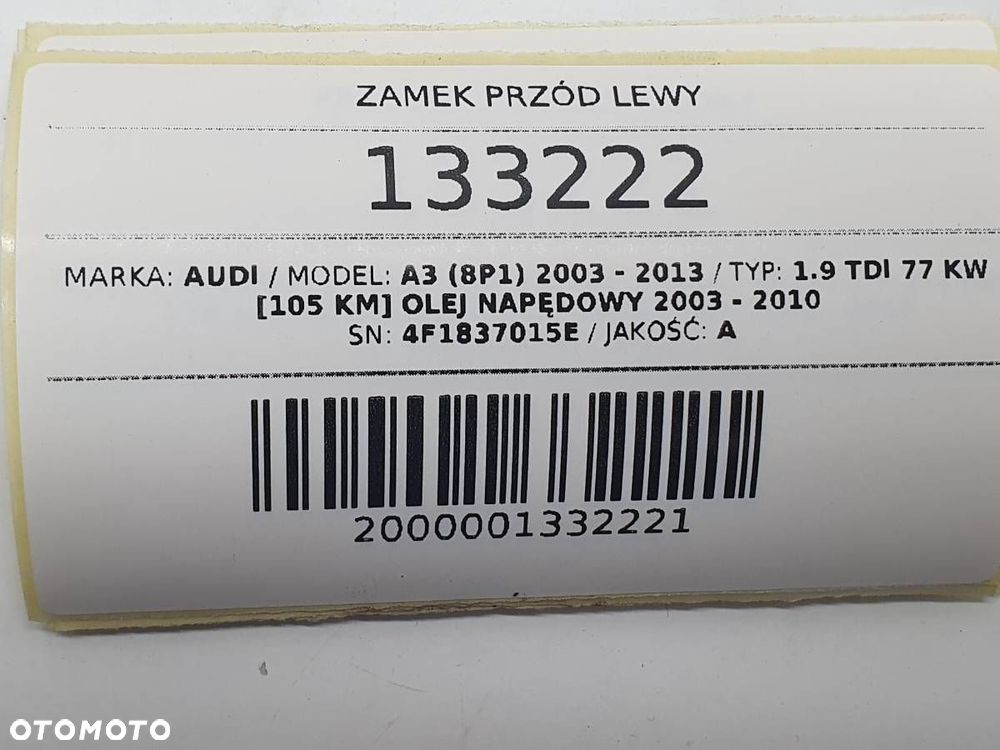 ZAMEK PRZÓD LEWY
133222
MARKA: AUDI / MODEL: A3 (8P1) 2003 - 2013 / TYP: 1.9 TDI 77 KW
[105 KM] OLEJ NAPĘDOWY 2003 - 2010
SN: 4F1837015E / JAKOŚĆ: A
2000001332221
OTOMOTO